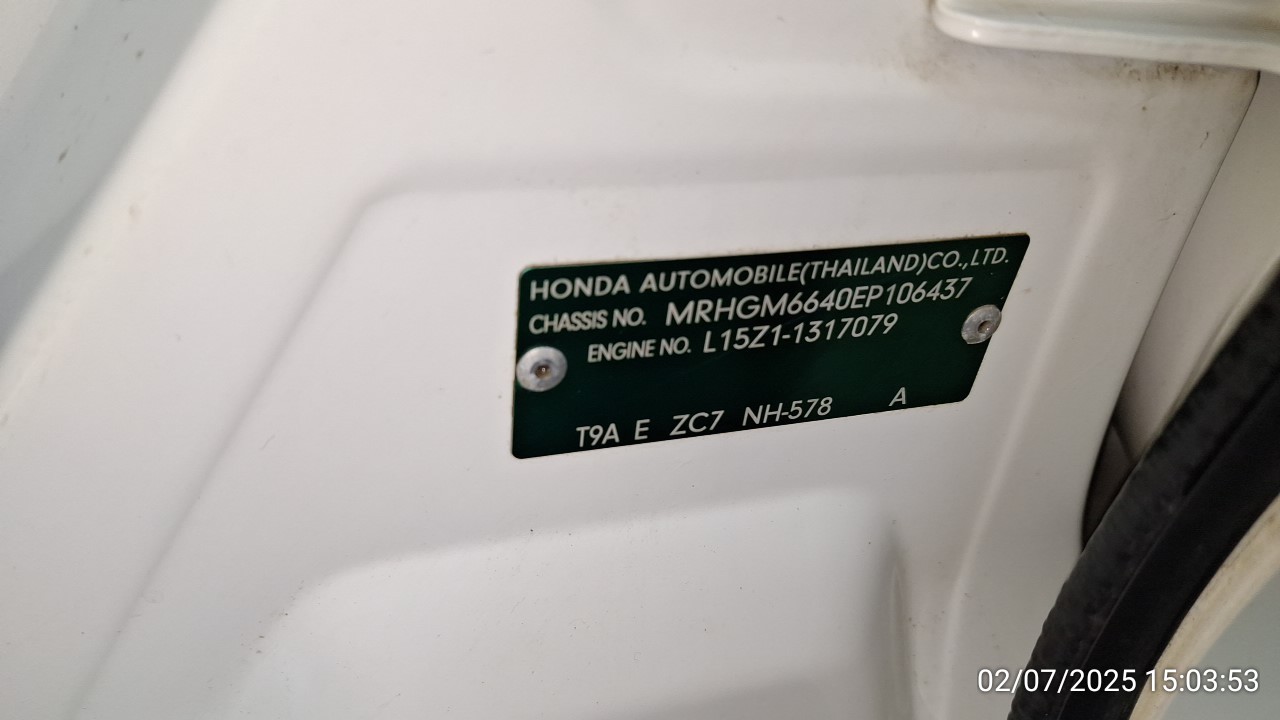 HONDA AUTOMOBILE(THAILAND)CO.,LTD.
CHASSIS NO. MRHGM6640EP106437
ENGINE NO. L15Z1-1317079
T9A E ZC7 NH-578 A
02/07/2025 15:03:53